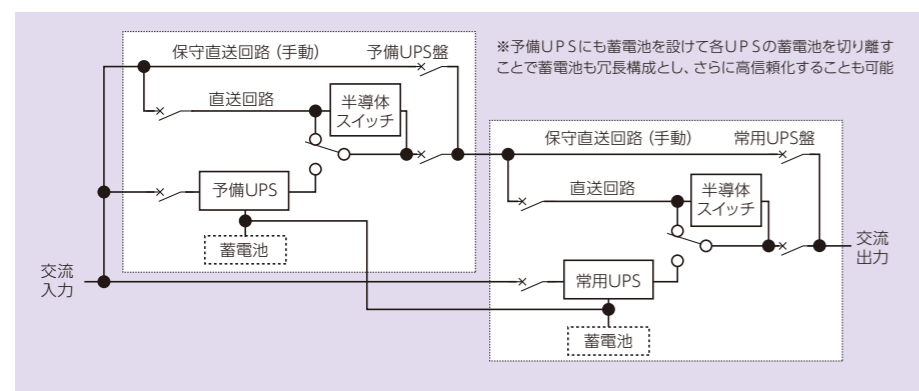 ※予備UPSにも蓄電池を設けて各UPSの蓄電池を切り離す
ことで蓄電池も冗長構成とし、さらに高信頼化することも可能
保守直送回路（手動）
予備UPS盤
直送回路
半導体
スイッチ
予備UPS
蓄電池
交流
入力
保守直送回路（手動）
常用UPS盤
直送回路
半導体
スイッチ
常用UPS
蓄電池
交流
出力